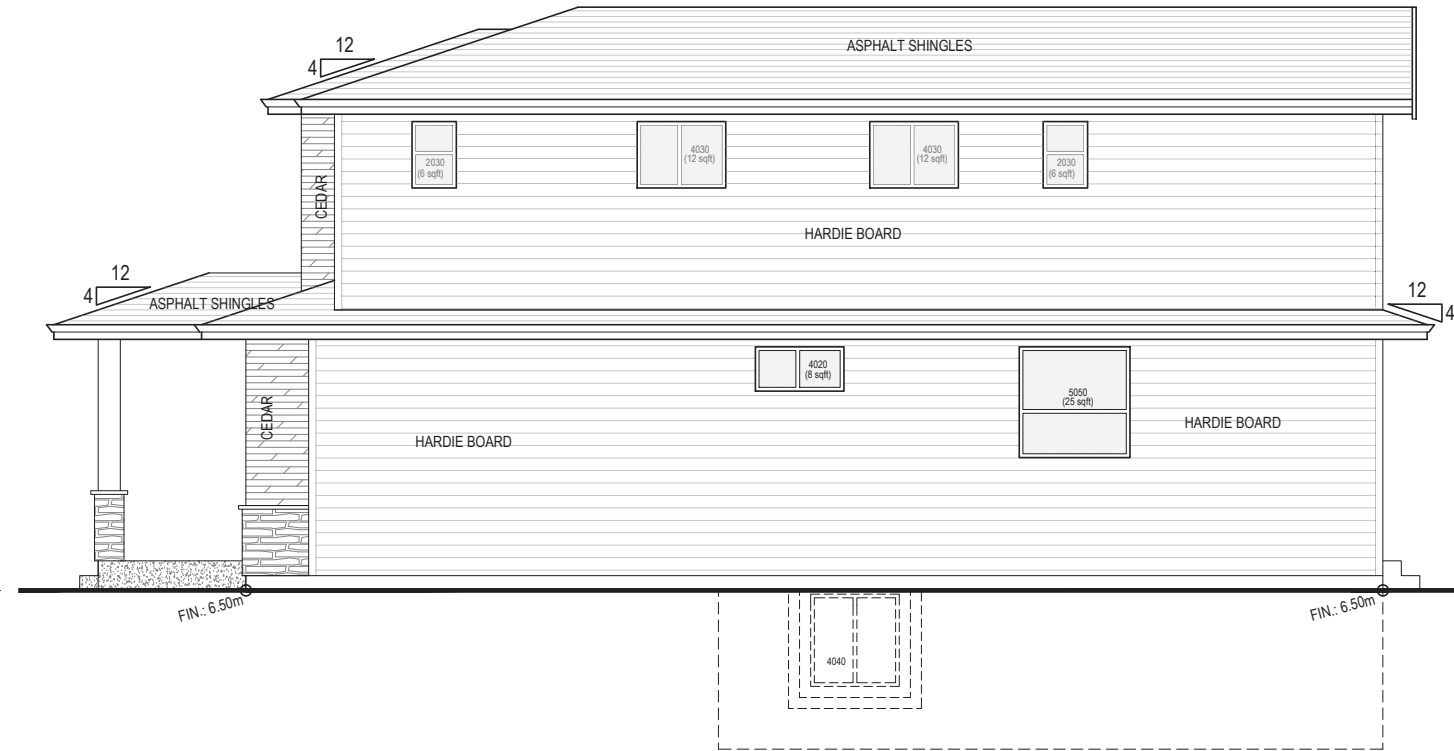 12
4
ASPHALT SHINGLES
2030
(6 sqft)
4030
(12 sqft)
4030
(12 sqft)
2030
(6 sqft)
CEDAR
HARDIE BOARD
12
4
ASPHALT SHINGLES
12
4
4020
(8 sqft)
5050
(25 sqft)
CEDAR
HARDIE BOARD
HARDIE BOARD
FIN.: 6.50m
FIN.: 6.50m
4040